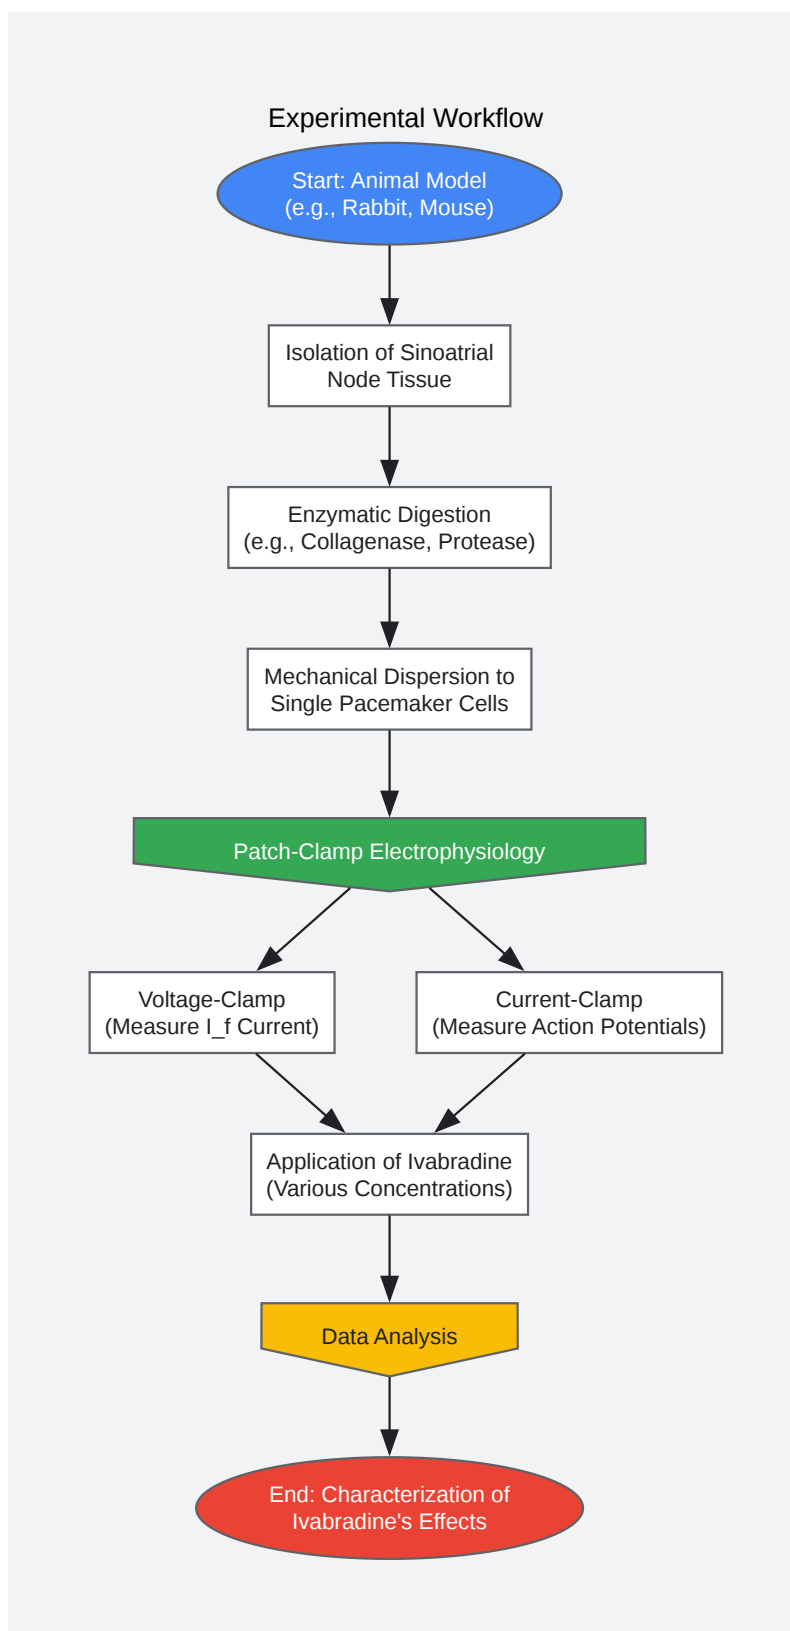 Experimental Workflow
Start: Animal Model
(e.g., Rabbit, Mouse)
Isolation of Sinoatrial
Node Tissue
Enzymatic Digestion
(e.g., Collagenase, Protease)
Mechanical Dispersion to
Single Pacemaker Cells
Patch-Clamp Electrophysiology
Voltage-Clamp
(Measure I_f Current)
Current-Clamp
(Measure Action Potentials)
Application of Ivabradine
(Various Concentrations)
Data Analysis
End: Characterization of
Ivabradine's Effects